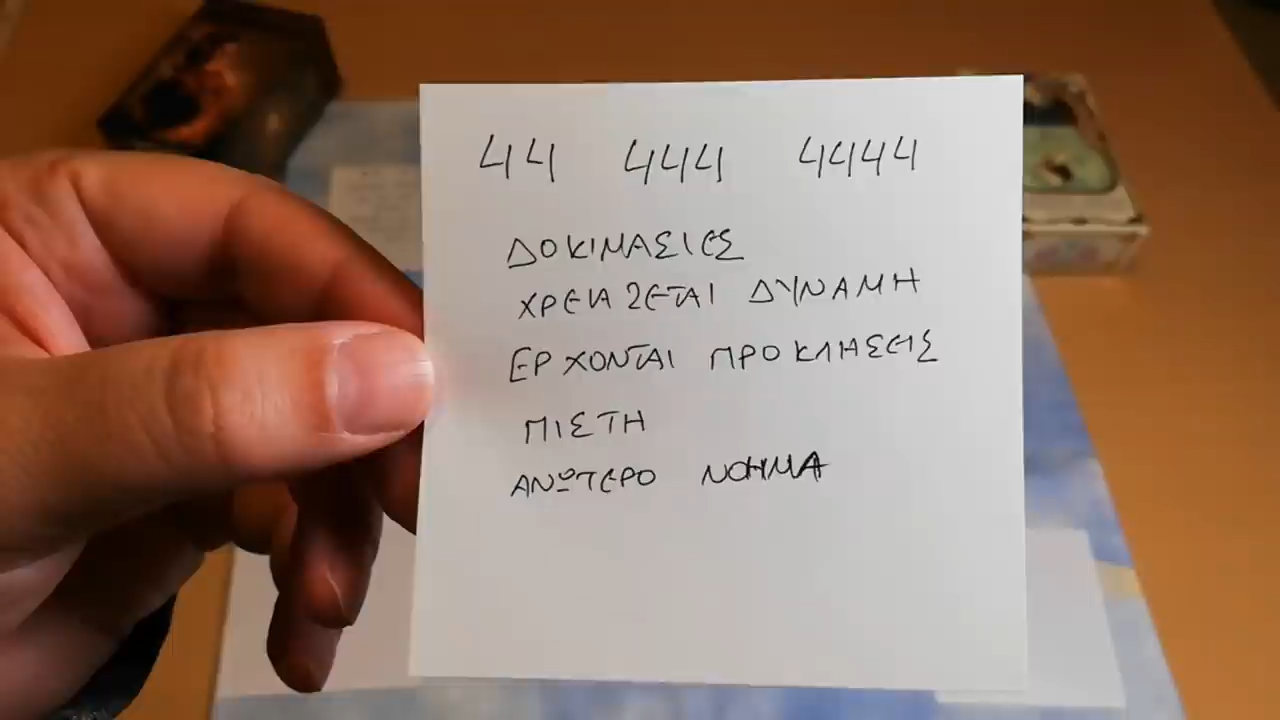 44 444 4444
ΔΟΚΙΜΑΣΙΕΣ
ΧΡΕΙΑΖΕΤΑΙ ΔΥΝΑΜΗ
ΕΡΧΟΝΤΑΙ ΠΡΟΚΛΗΣΕΙΣ
ΠΙΣΤΗ
ΑΝΩΤΕΡΟ ΝΟΗΜΑ